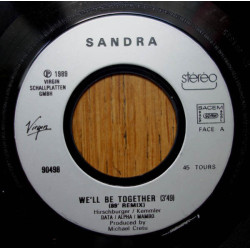 SANDRA
℗ 1989
VIRGIN
SCHALLPLATTEN
GMBH
stéréo
SACEM
FACE A
Virgin
90498
45 TOURS
WE'LL BE TOGETHER (3'49)
(89' REMIX)
Hirschburger / Kemmler
DATA / ALPHA / MAMBO
Produced by
Michael Cretu